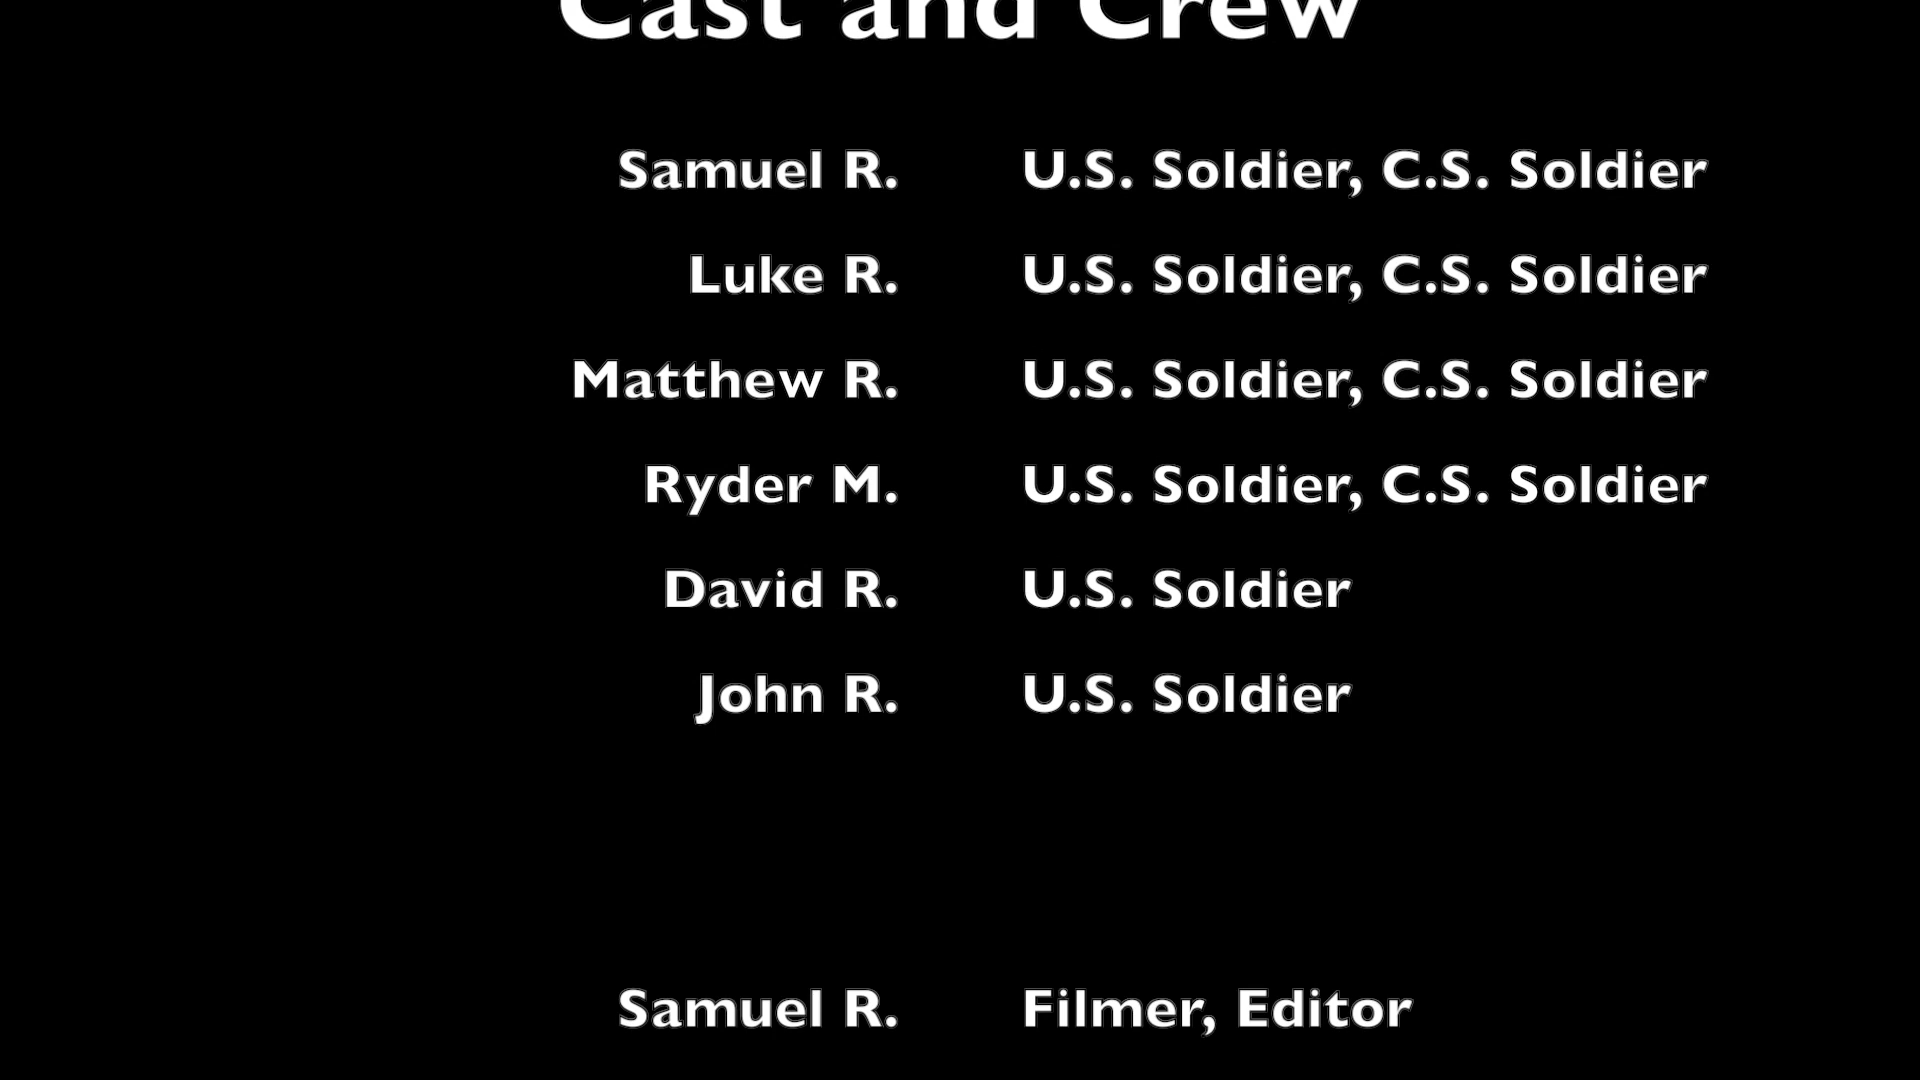 Cast and Crew
Samuel R. U.S. Soldier, C.S. Soldier
Luke R. U.S. Soldier, C.S. Soldier
Matthew R. U.S. Soldier, C.S. Soldier
Ryder M. U.S. Soldier, C.S. Soldier
David R. U.S. Soldier
John R. U.S. Soldier
Samuel R. Filmer, Editor